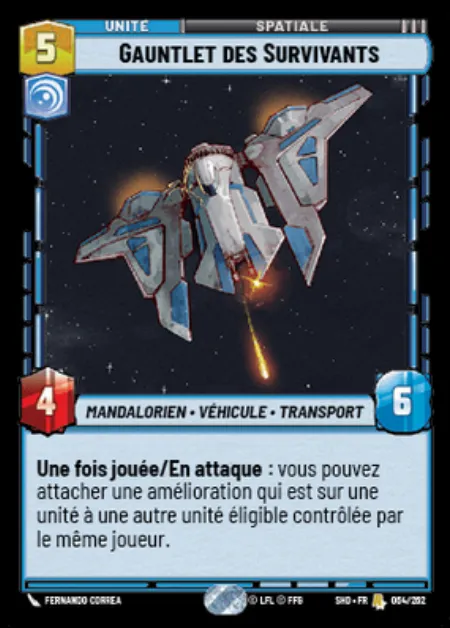 UNITÉ
SPATIALE
5
GAUNTLET DES SURVIVANTS
4
MANDALORIEN • VÉHICULE • TRANSPORT
6
Une fois jouée/En attaque : vous pouvez
attacher une amélioration qui est sur une
unité à une autre unité éligible contrôlée par
le même joueur.
FERNANDO CORREA
© LFL © FFG
SHD • FR
064/262